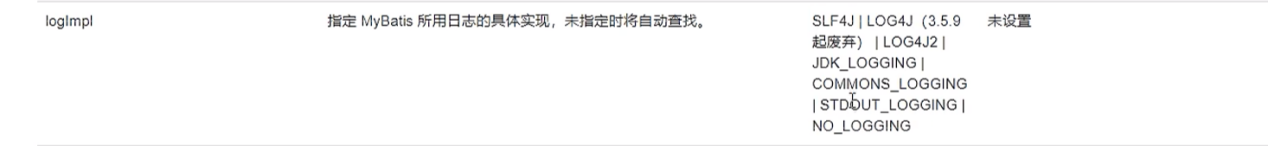 logImpl 指定 MyBatis 所用日志的具体实现，未指定时将自动查找。 SLF4J | LOG4J（3.5.9 未设置
起废弃） | LOG4J2 |
JDK_LOGGING |
COMMONS_LOGGING
| STDOUT_LOGGING |
NO_LOGGING